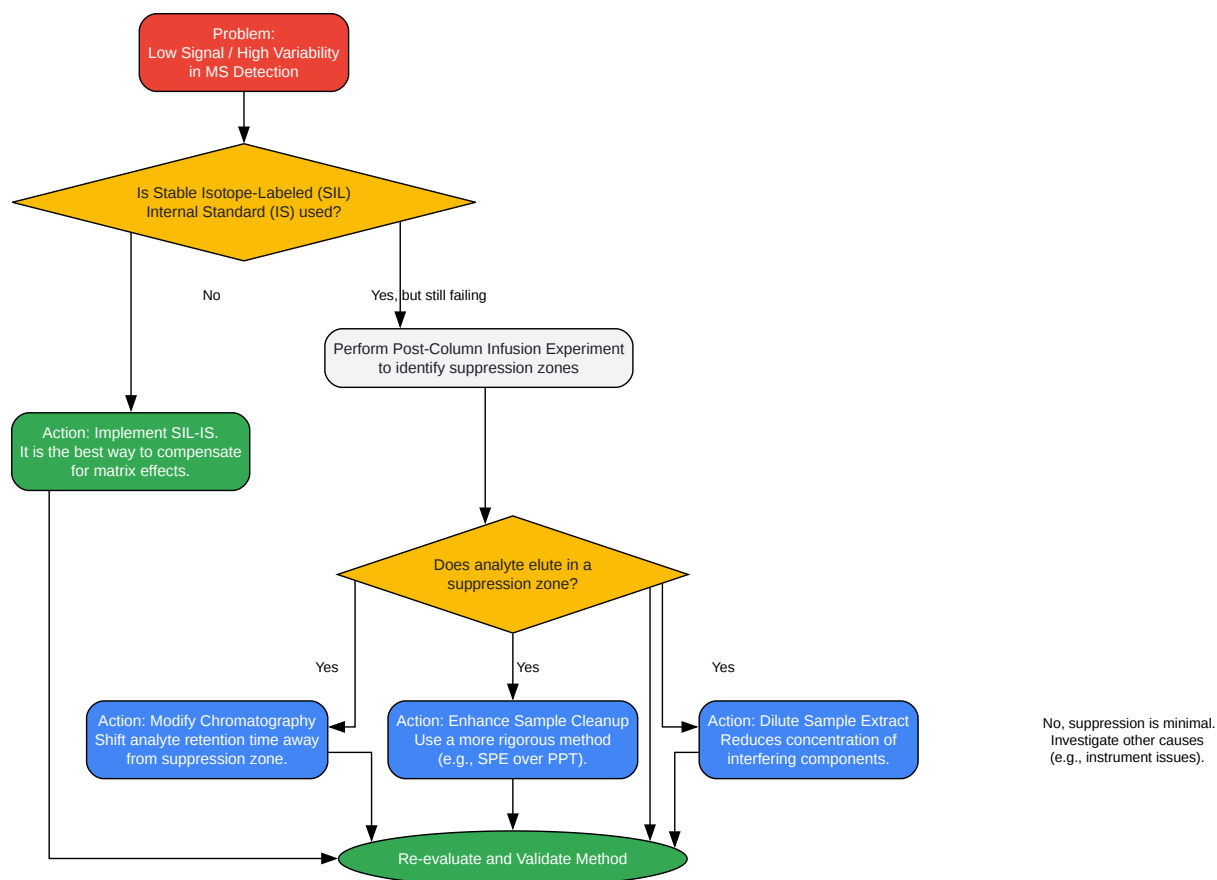 Problem:
Low Signal / High Variability
in MS Detection
Is Stable Isotope-Labeled (SIL)
Internal Standard (IS) used?
No
Yes, but still failing
Perform Post-Column Infusion Experiment
to identify suppression zones
Action: Implement SIL-IS.
It is the best way to compensate
for matrix effects.
Does analyte elute in a
suppression zone?
Yes
Yes
Yes
Action: Modify Chromatography
Shift analyte retention time away
from suppression zone.
Action: Enhance Sample Cleanup
Use a more rigorous method
(e.g., SPE over PPT).
Action: Dilute Sample Extract
Reduces concentration of
interfering components.
No, suppression is minimal.
Investigate other causes
(e.g., instrument issues).
Re-evaluate and Validate Method